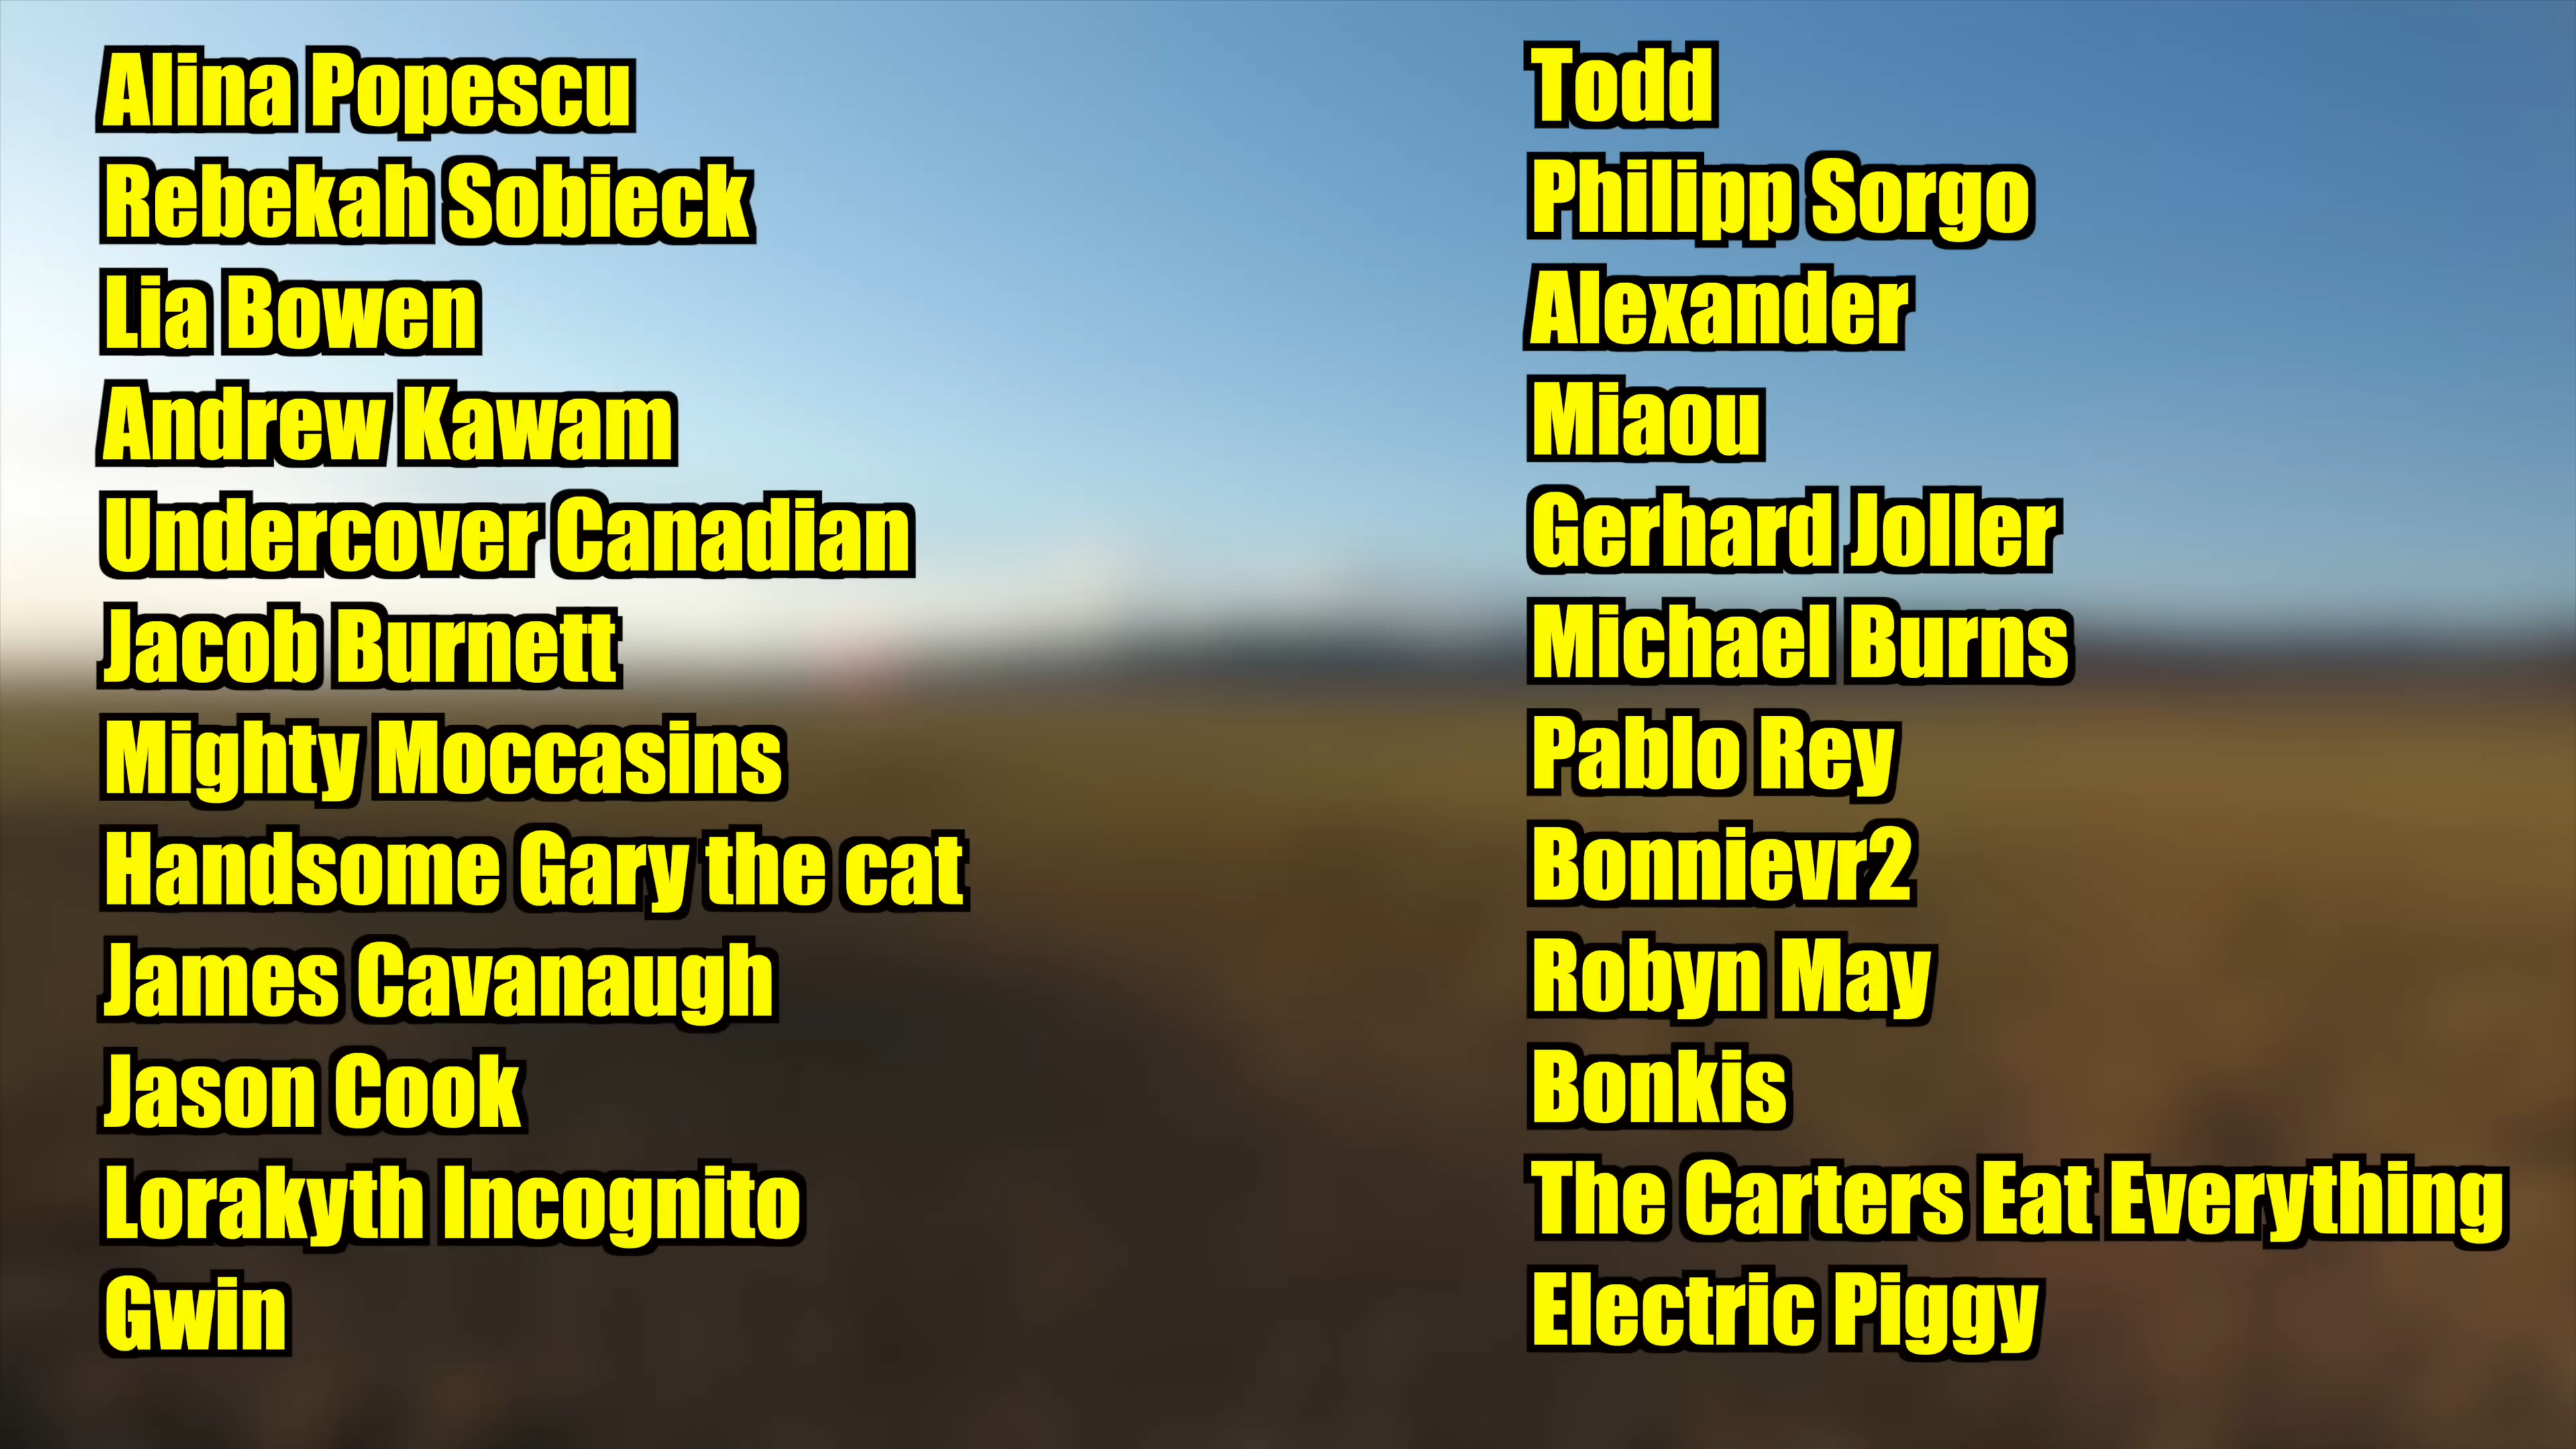 Alina Popescu
Rebekah Sobieck
Lia Bowen
Andrew Kawam
Undercover Canadian
Jacob Burnett
Mighty Moccasins
Handsome Gary the cat
James Cavanaugh
Jason Cook
Lorakyth Incognito
Gwin
Todd
Philipp Sorgo
Alexander
Miaou
Gerhard Joller
Michael Burns
Pablo Rey
Bonnievr2
Robyn May
Bonkis
The Carters Eat Everything
Electric Piggy